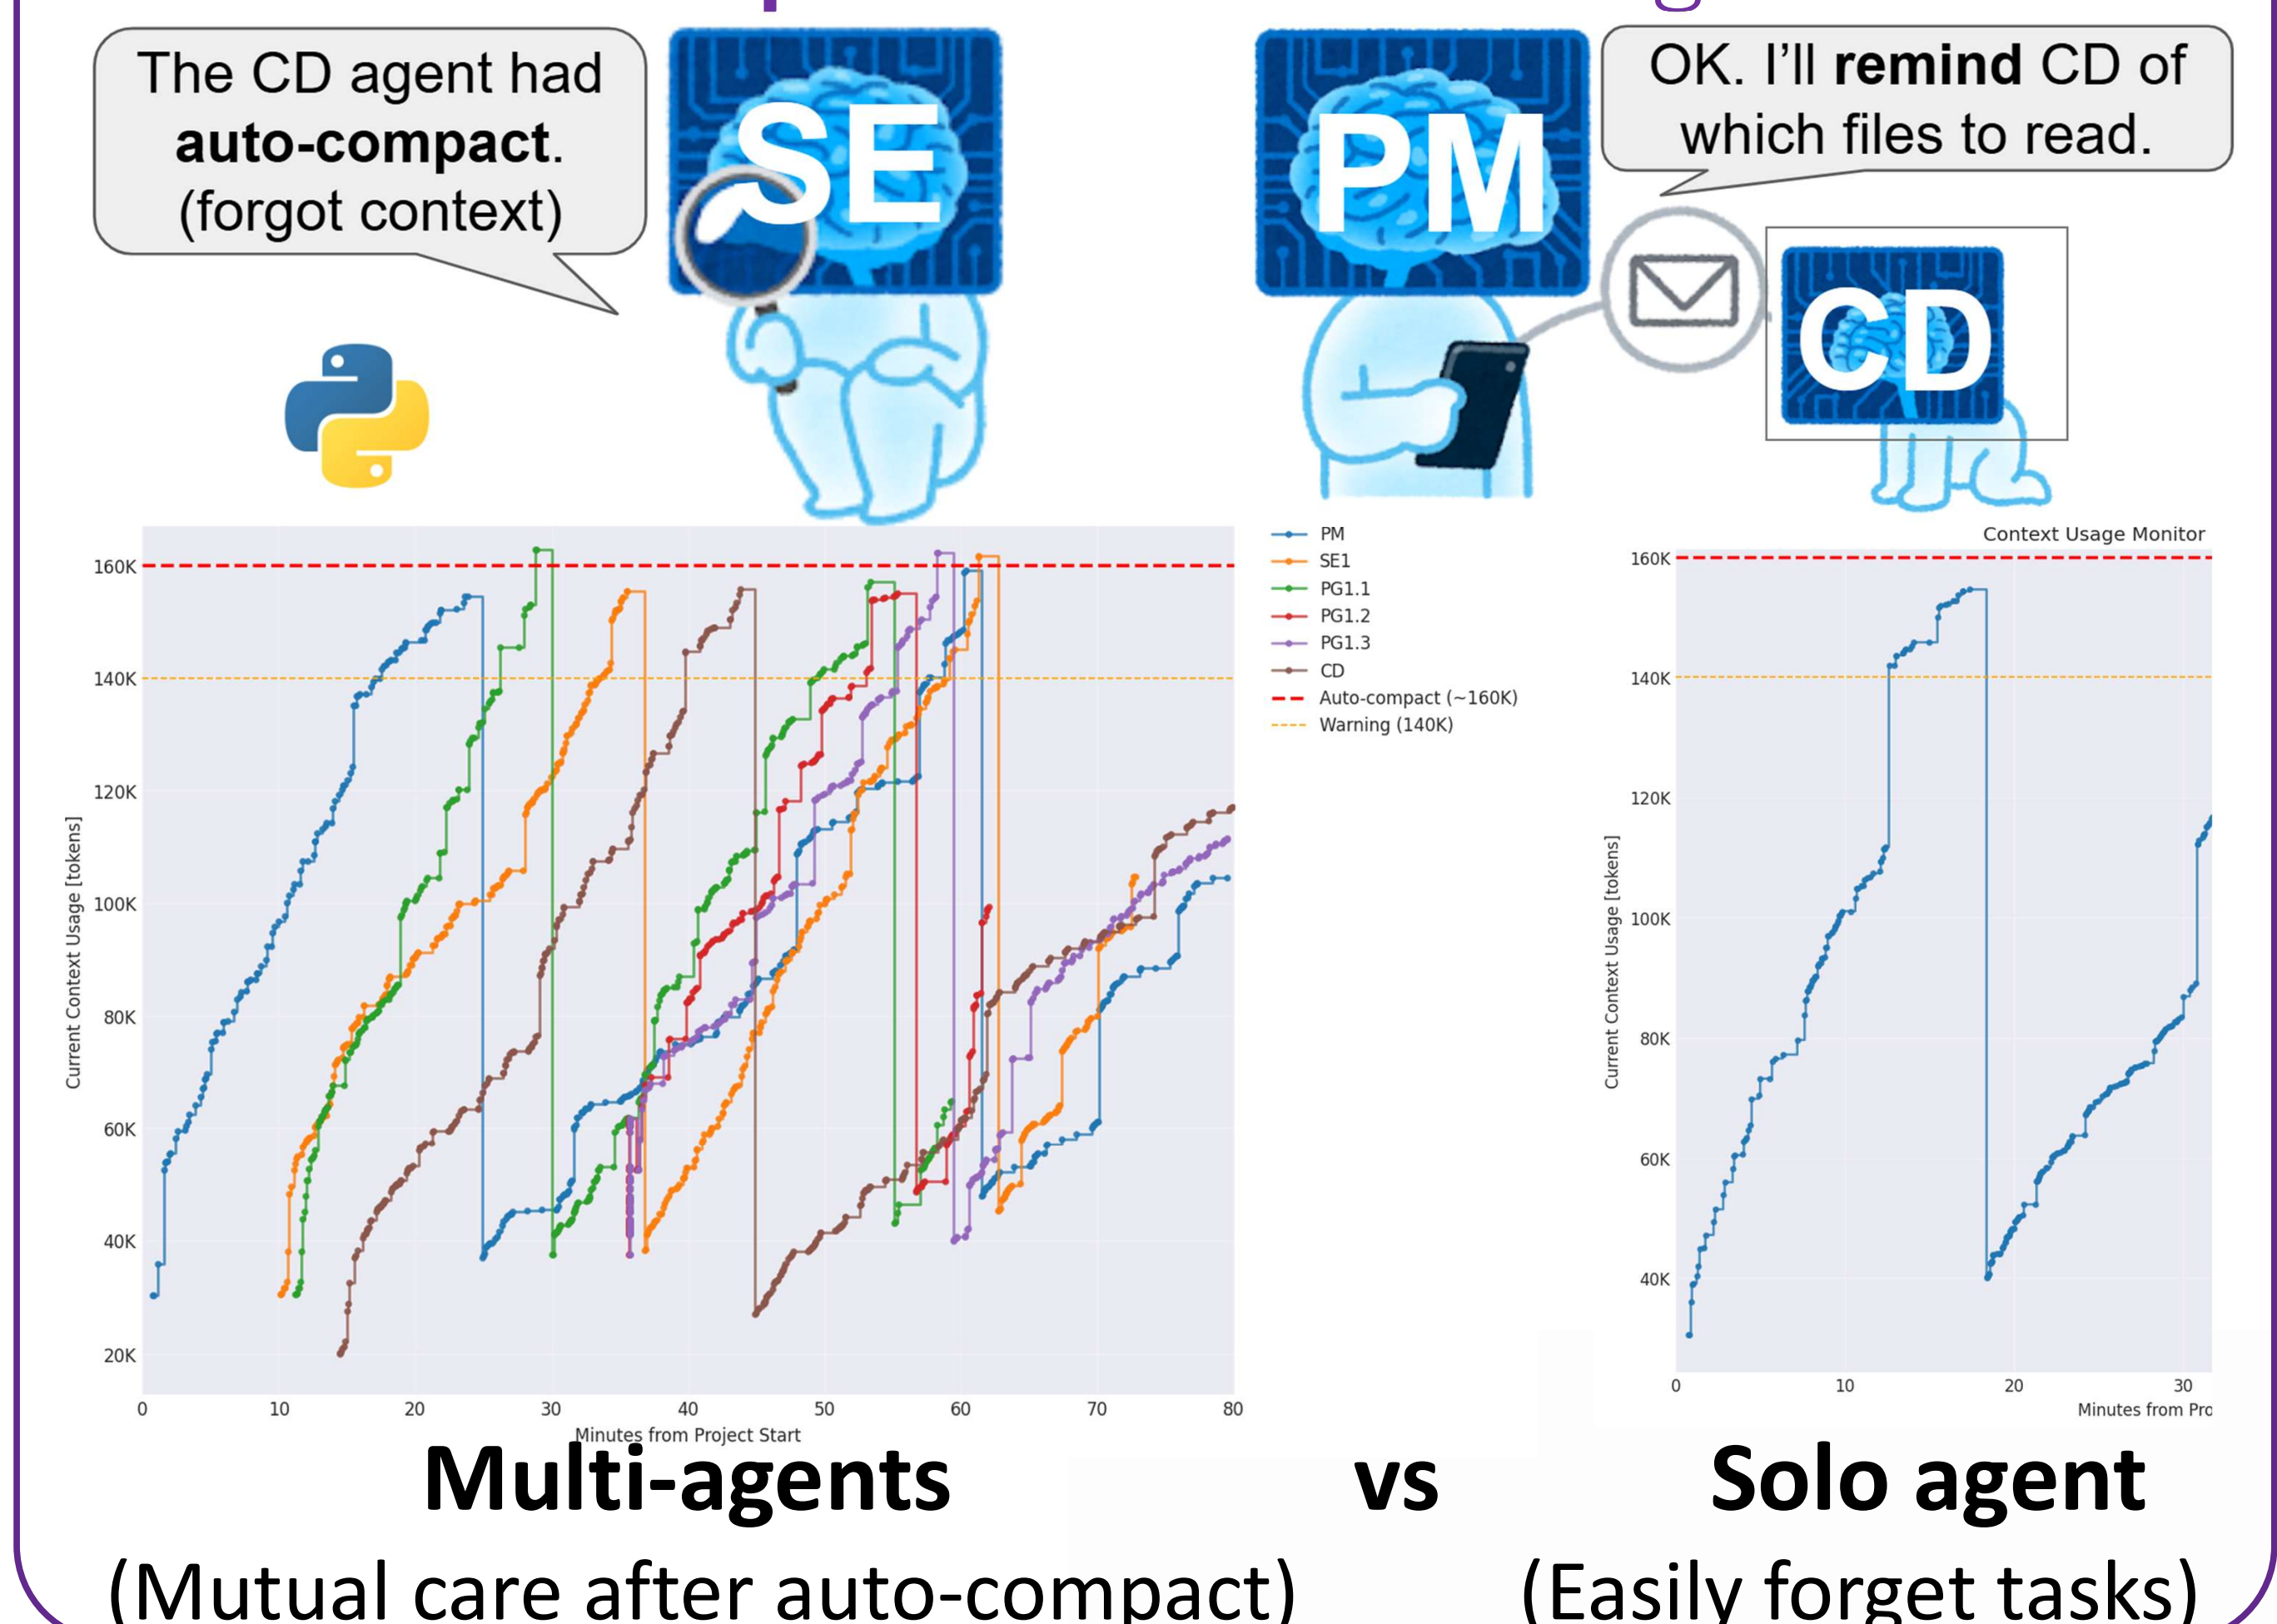 The CD agent had
auto-compact.
(forgot context)
SE
PM
OK. I’ll remind CD of
which files to read.
CD
160K
140K
120K
100K
80K
60K
40K
20K
Current Context Usage [tokens]
0 10 20 30 40 50 60 70 80
Minutes from Project Start
PM
SE1
PG1.1
PG1.2
PG1.3
CD
Auto-compact (~160K)
Warning (140K)
Context Usage Monitor
160K
140K
120K
100K
80K
60K
40K
Current Context Usage [tokens]
0 10 20 30
Minutes from Pro
Multi-agents vs Solo agent
(Mutual care after auto-compact) (Easily forget tasks)